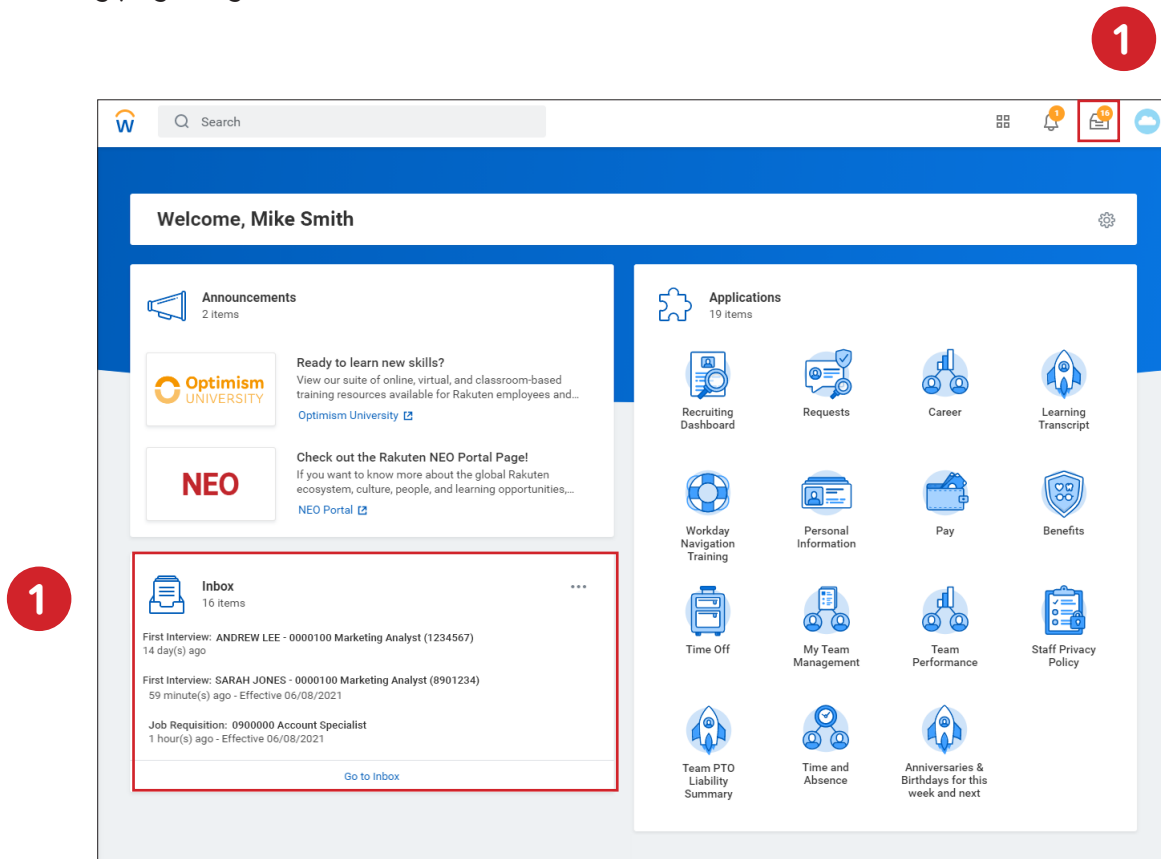 1
W
Search
1
16
Welcome, Mike Smith
Announcements
2 items
Optimism
UNIVERSITY
Ready to learn new skills?
View our suite of online, virtual, and classroom-based
training resources available for Rakuten employees and...
Optimism University
NEO
Check out the Rakuten NEO Portal Page!
If you want to know more about the global Rakuten
ecosystem, culture, people, and learning opportunities,...
NEO Portal
1
Inbox
16 items
First Interview: ANDREW LEE - 0000100 Marketing Analyst (1234567)
14 day(s) ago
First Interview: SARAH JONES - 0000100 Marketing Analyst (8901234)
59 minute(s) ago - Effective 06/08/2021
Job Requisition: 0900000 Account Specialist
1 hour(s) ago - Effective 06/08/2021
Go to Inbox
Applications
19 items
Recruiting
Dashboard
Requests
Career
Learning
Transcript
Workday
Navigation
Training
Personal
Information
Pay
Benefits
Time Off
My Team
Management
Team
Performance
Staff Privacy
Policy
Team PTO
Liability
Summary
Time and
Absence
Anniversaries &
Birthdays for this
week and next